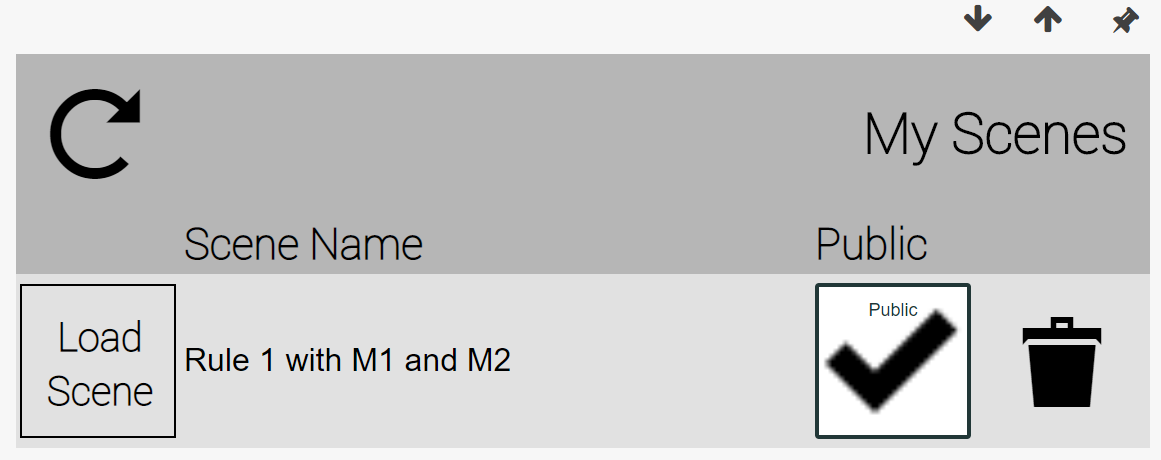 My Scenes
Scene Name Public
Load
Scene
Rule 1 with M1 and M2
Public